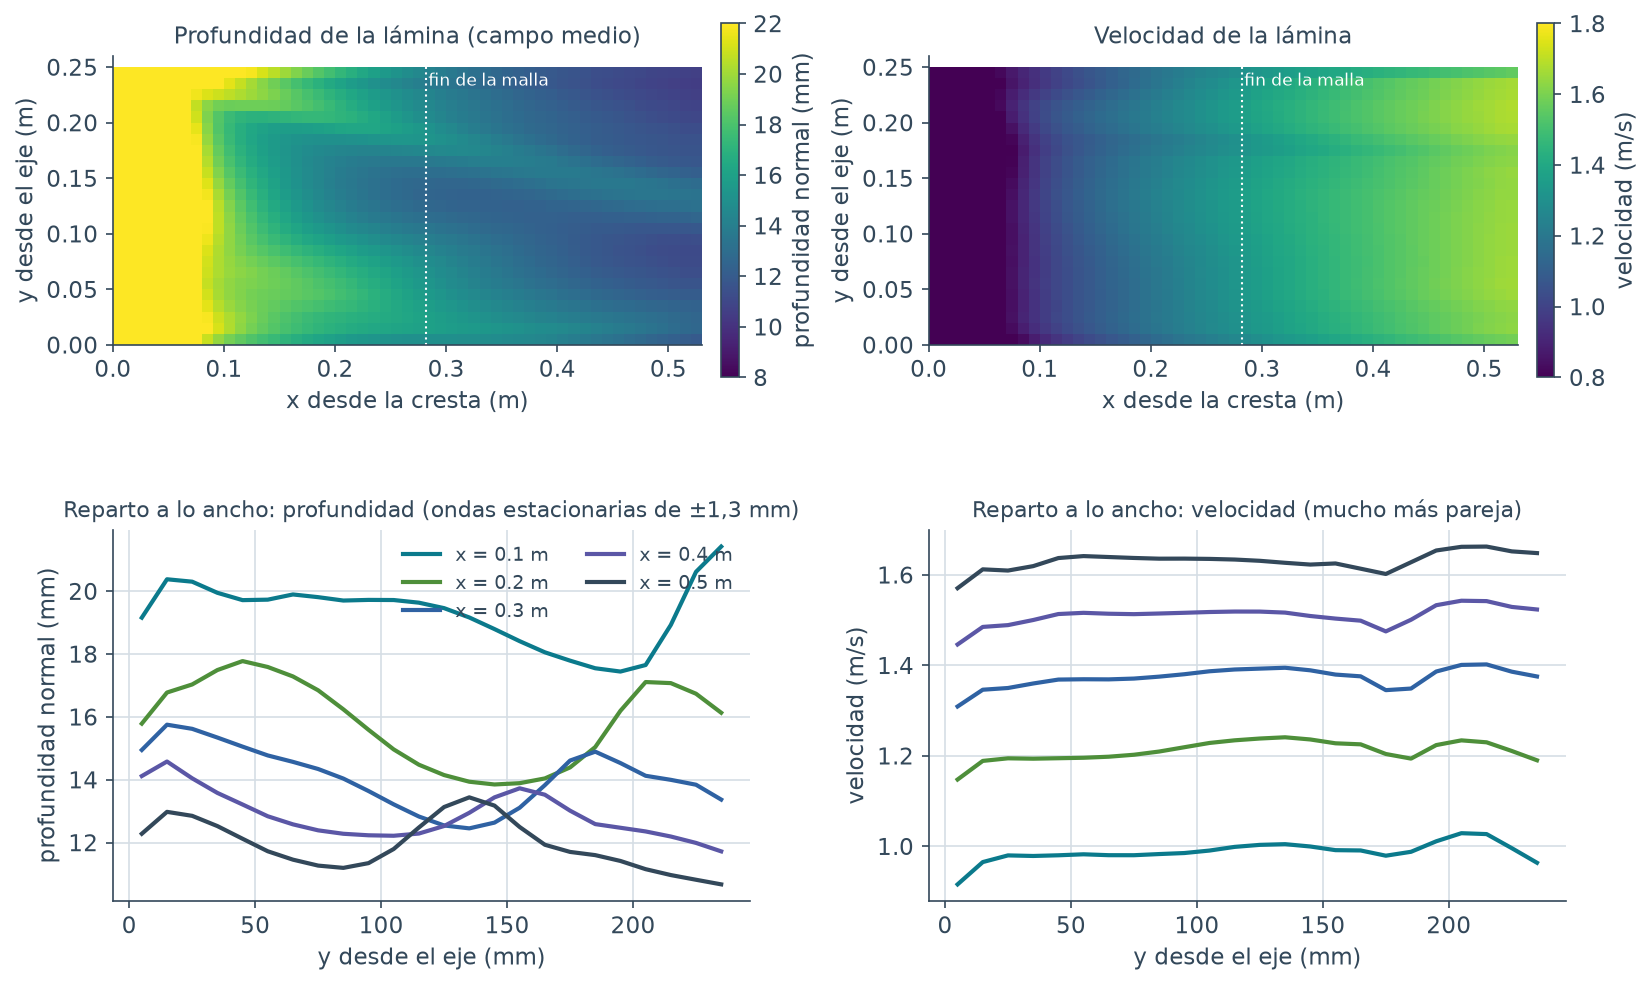 Profundidad de la lámina (campo medio)
fin de la malla
0.25
0.20
0.15
0.10
0.05
0.00
y desde el eje (m)
0.0 0.1 0.2 0.3 0.4 0.5
x desde la cresta (m)
22
20
18
16
14
12
10
8
profundidad normal (mm)
Velocidad de la lámina
fin de la malla
0.25
0.20
0.15
0.10
0.05
0.00
y desde el eje (m)
0.0 0.1 0.2 0.3 0.4 0.5
x desde la cresta (m)
1.8
1.6
1.4
1.2
1.0
0.8
velocidad (m/s)
Reparto a lo ancho: profundidad (ondas estacionarias de ±1,3 mm)
x = 0.1 m
x = 0.2 m
x = 0.3 m
x = 0.4 m
x = 0.5 m
20
18
16
14
12
profundidad normal (mm)
0 50 100 150 200
y desde el eje (mm)
Reparto a lo ancho: velocidad (mucho más pareja)
1.6
1.4
1.2
1.0
velocidad (m/s)
0 50 100 150 200
y desde el eje (mm)